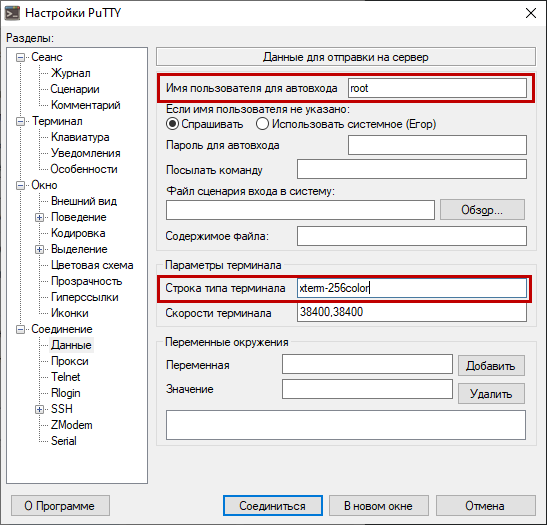 Настройки PuTTY
Разделы:
Сеанс
Журнал
Сценарии
Комментарий
Терминал
Клавиатура
Уведомления
Особенности
Окно
Внешний вид
Поведение
Кодировка
Выделение
Цветовая схема
Прозрачность
Гиперссылки
Иконки
Соединение
Данные
Прокси
Telnet
Rlogin
SSH
ZModem
Serial
Данные для отправки на сервер
Имя пользователя для автовхода root
Если имя пользователя не указано:
Спрашивать Использовать системное (Егор)
Пароль для автовхода
Посылать команду
Файл сценария входа в систему:
Обзор...
Содержимое файла:
Параметры терминала
Строка типа терминала xterm-256color
Скорости терминала 38400,38400
Переменные окружения
Переменная Добавить
Значение Удалить
О Программе Соединиться В новом окне Отмена